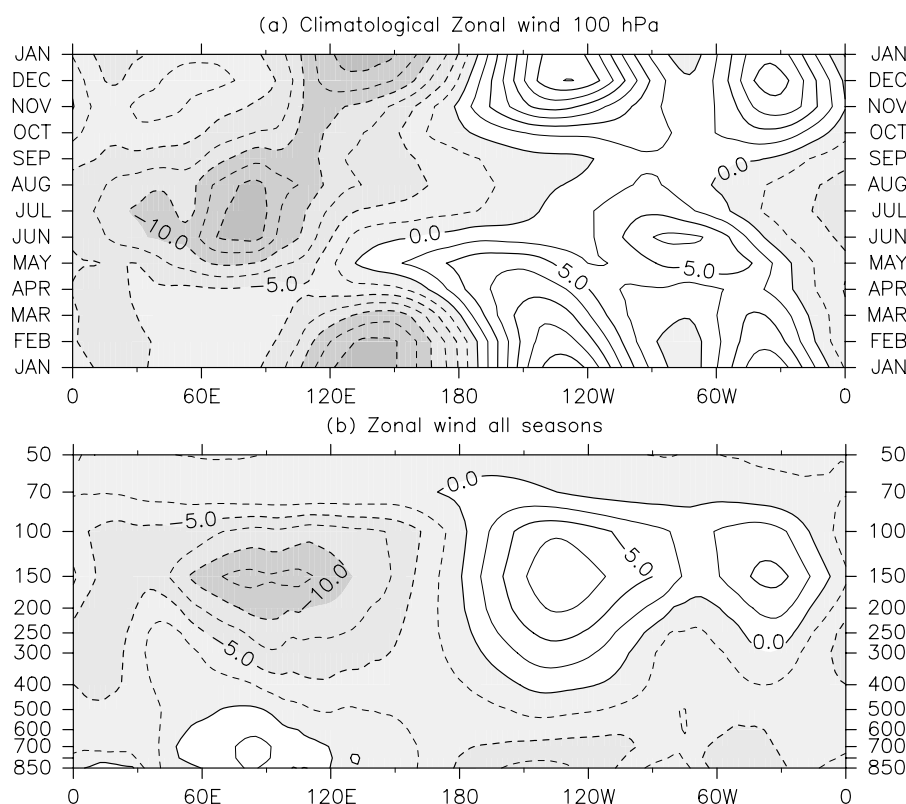 (a) Climatological Zonal wind 100 hPa
JAN JAN
DEC DEC
NOV NOV
OCT OCT
SEP 0.0 SEP
AUG AUG
JUL JUL
-10.0
JUN 0.0 JUN
MAY 5.0 5.0 MAY
APR -5.0 APR
MAR MAR
FEB FEB
JAN JAN
0 60E 120E 180 120W 60W 0
(b) Zonal wind all seasons
50 50
70 0.0 70
-5.0
100 100
5.0
150 -10.0 150
200 200
250 0.0 250
300 -5.0 300
400 400
500 500
600 600
700 700
850 850
0 60E 120E 180 120W 60W 0